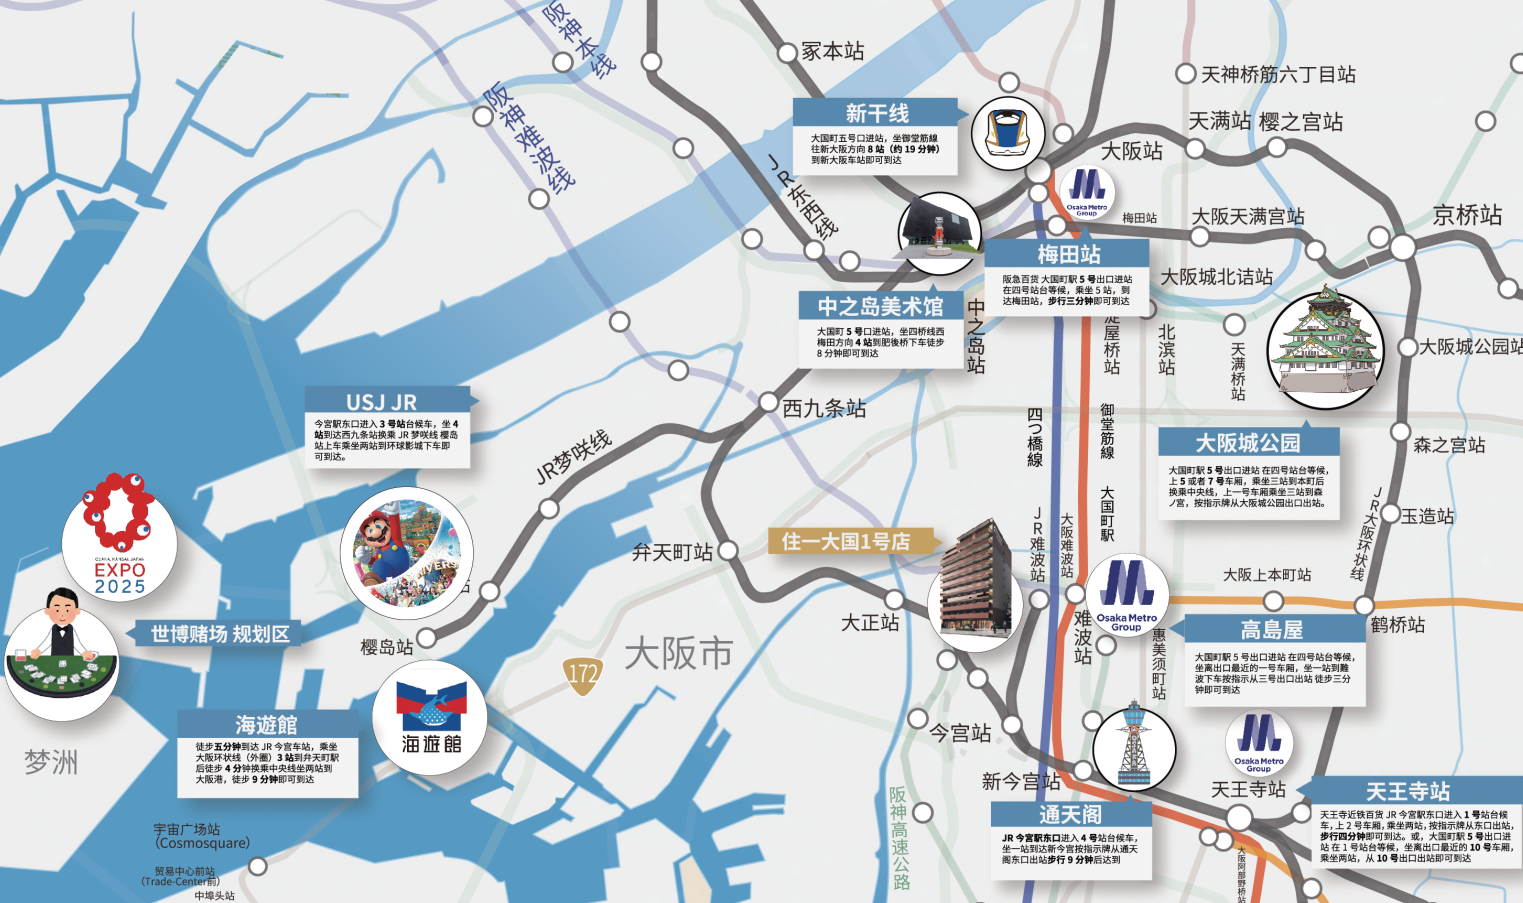 阪神本线
阪神难波线
冢本站
天神桥筋六丁目站
新干线
大国町五号口进站，坐御堂筋線
往新大阪方向 8 站（约 19 分钟）
到新大阪车站即可到达
天满站
樱之宫站
大阪站
JR东西线
Osaka Metro
Group
梅田站
大阪天满宫站
京桥站
梅田站
阪急百货 大国町駅 5 号出口进站
在四号站台等候，乘坐 5 站，到
达梅田站，步行三分钟即可到达
大阪城北诘站
中之岛美术馆
大国町 5 号口进站，坐四桥线西
梅田方向 4 站到肥後桥下车徒步
8 分钟即可到达
中之岛站
淀屋桥站
北滨站
天满桥站
大阪城公园站
USJ JR
今宮駅东口进入 3 号站台候车，坐 4
站到达西九条站换乘 JR 梦咲线 樱岛
站上车乘坐两站到环球影城下车即
可到达。
西九条站
四つ橋線
御堂筋線
大阪城公园
大国町駅 5 号出口进站 在四号站台等候，
上 5 或者 7 号车厢，乘坐三站到本町后
换乘中央线，上一号车厢乘坐三站到森
ノ宮，按指示牌从大阪城公园出口出站。
森之宫站
JR梦咲线
大国町駅
JR大阪环状线
玉造站
OSAKA, KANSAI, JAPAN
EXPO
2025
UNIVERS
住一大国1号店
弁天町站
JR难波站
大阪难波站
大阪上本町站
Osaka Metro
Group
大正站
难波站
鹤桥站
世博赌场 规划区
樱岛站
大阪市
172
惠美须町站
高島屋
大国町駅 5 号出口进站 在四号站台等候，
坐离出口最近的一号车厢，坐一站到難
波下车按指示从三号出口出站 徒步三分
钟即可到达
海遊館
徒步五分钟到达 JR 今宫车站，乘坐
大阪环状线（外圈）3 站到弁天町駅
后徒步 4 分钟换乘中央线坐两站到
大阪港，徒步 9 分钟即可到达
海遊館
梦洲
今宫站
Osaka Metro
Group
新今宫站
天王寺站
阪神高速公路
通天阁
JR 今宮駅东口进入 4 号站台候车，
坐一站到达新今宫按指示牌从通天
阁东口出站步行 9 分钟后达到
天王寺站
天王寺近铁百货 JR 今宮駅东口进入 1 号站台候
车，上 2 号车厢，乘坐两站，按指示牌从东口出站，
步行四分钟即可到达。或，大国町駅 5 号出口进
站 在 1 号站台等候，坐离出口最近的 10 号车厢，
乘坐两站，从 10 号出口出站即可到达
宇宙广场站
（Cosmosquare）
贸易中心前站
（Trade-Center前）
中埠头站
大阪阿部野桥站